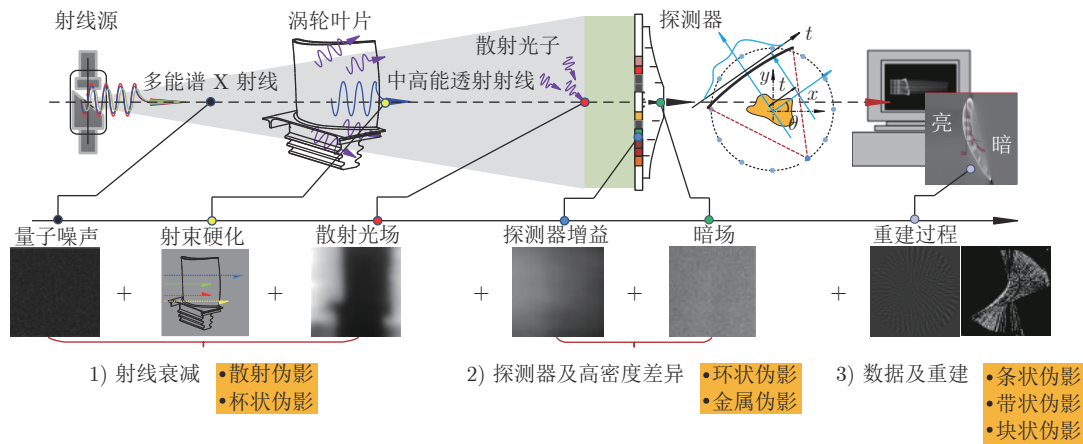 射线源
涡轮叶片
散射光子
探测器
多能谱 X 射线
中高能透射射线
t
y
t
x
θ
亮
暗
量子噪声
射束硬化
散射光场
探测器增益
暗场
重建过程
+
+
+
+
+
1) 射线衰减
•散射伪影
•杯状伪影
2) 探测器及高密度差异
•环状伪影
•金属伪影
3) 数据及重建
•条状伪影
•带状伪影
•块状伪影